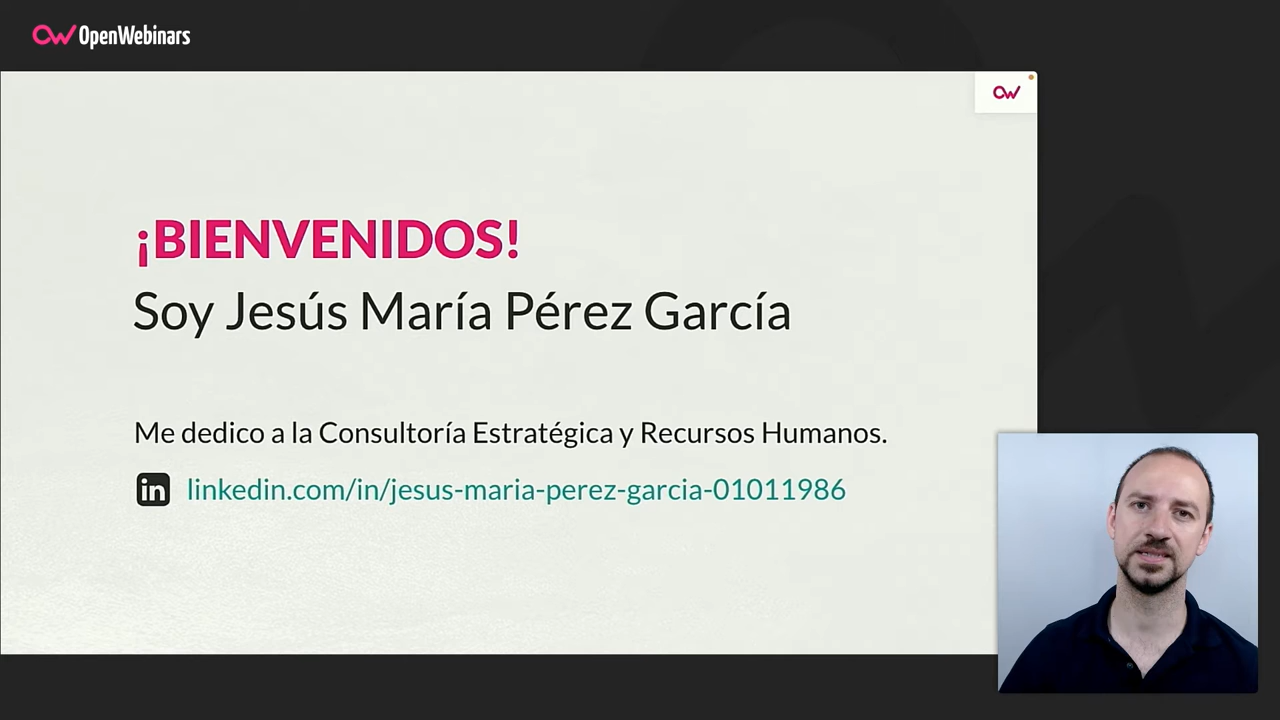 OpenWebinars
¡BIENVENIDOS!
Soy Jesús María Pérez García
Me dedico a la Consultoría Estratégica y Recursos Humanos.
in linkedin.com/in/jesus-maria-perez-garcia-01011986